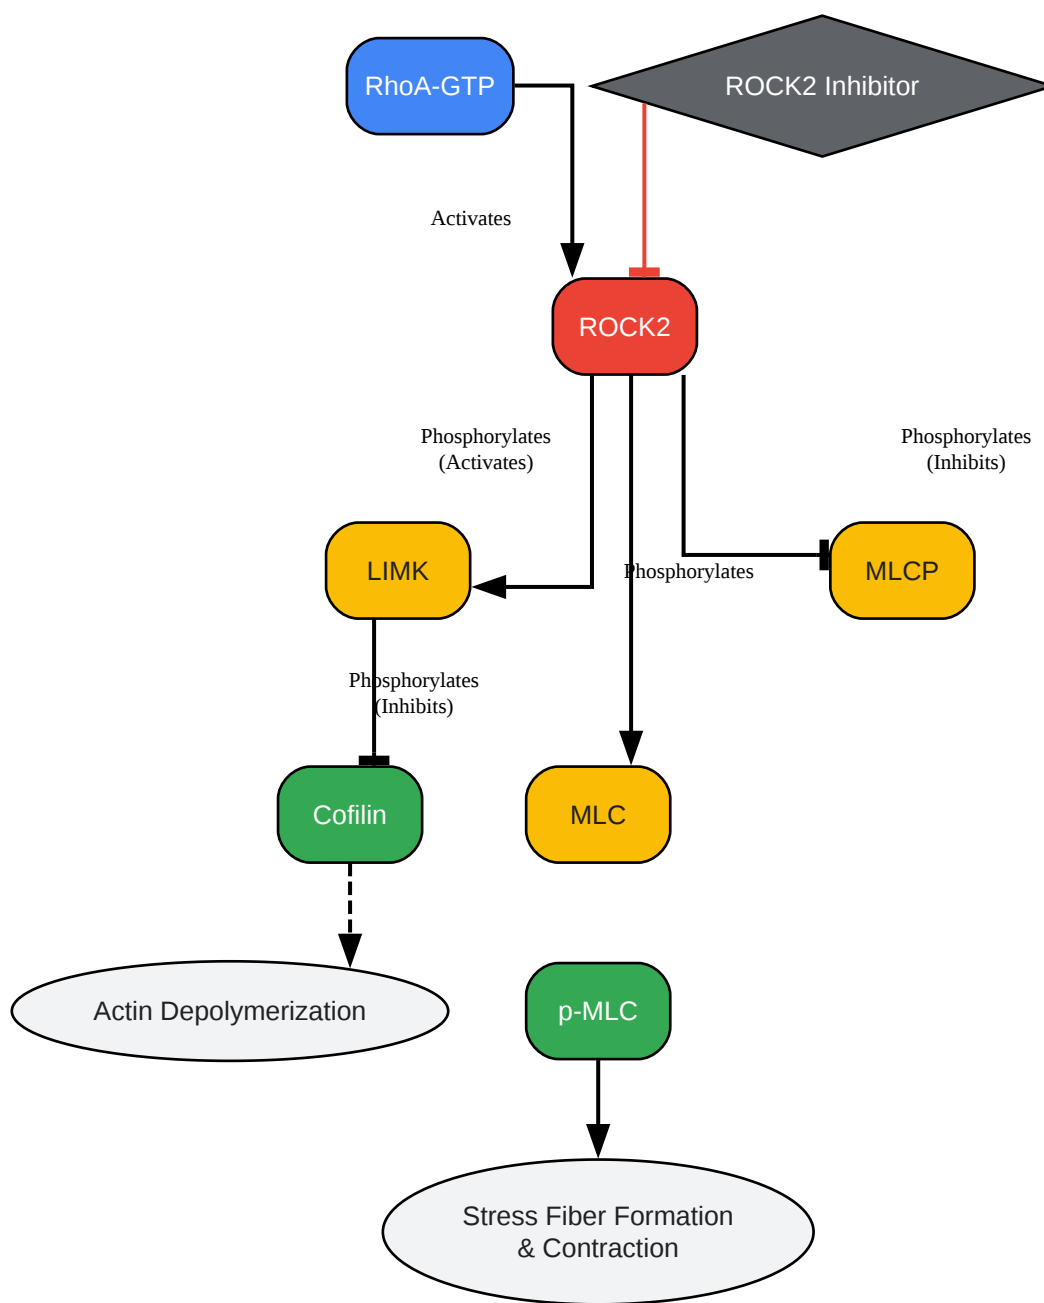 RhoA-GTP
ROCK2 Inhibitor
Activates
ROCK2
Phosphorylates
(Activates)
Phosphorylates
(Inhibits)
LIMK
Phosphorylates
MLCP
Phosphorylates
(Inhibits)
Cofilin
MLC
Actin Depolymerization
p-MLC
Stress Fiber Formation
& Contraction